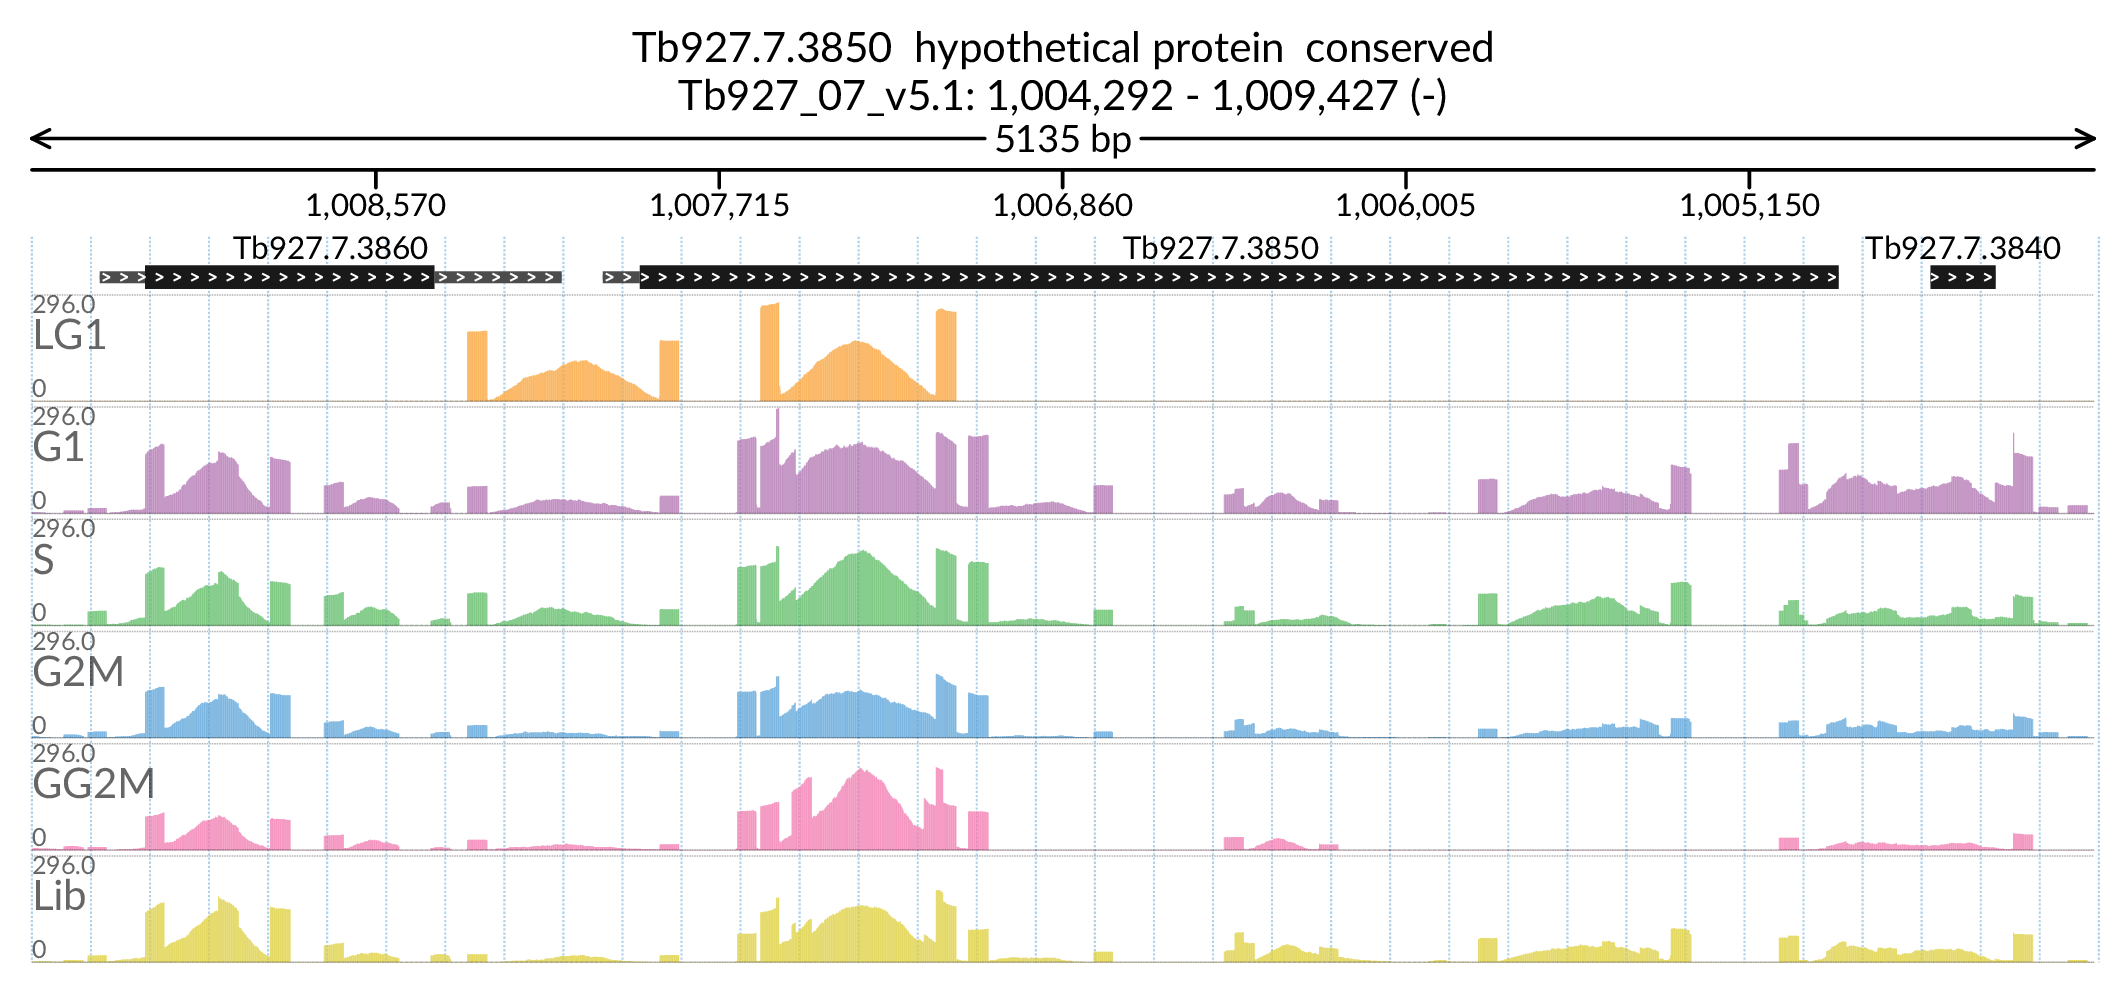 Tb927.7.3850 hypothetical protein conserved
Tb927_07_v5.1: 1,004,292 - 1,009,427 (-)
5135 bp
1,008,570 1,007,715 1,006,860 1,006,005 1,005,150
Tb927.7.3860 Tb927.7.3850 Tb927.7.3840
296.0
LG1
0
296.0
G1
0
296.0
S
0
296.0
G2M
0
296.0
GG2M
0
296.0
Lib
0